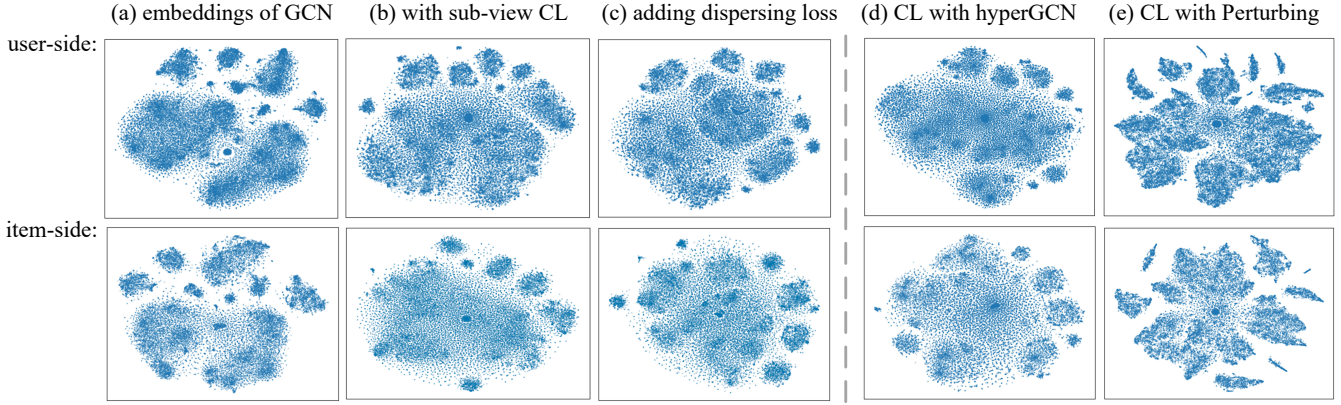 (a) embeddings of GCN (b) with sub-view CL (c) adding dispersing loss (d) CL with hyperGCN (e) CL with Perturbing
user-side:
item-side: